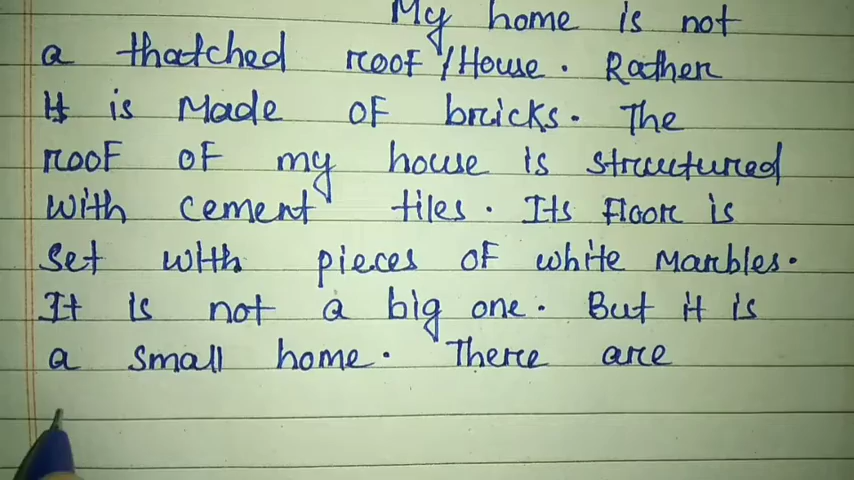 My home is not
a thatched roof/House. Rather
It is Made of bricks. The
roof of my house is structured
with cement tiles. Its Floor is
set with pieces of white Marbles.
It is not a big one. But it is
a small home. There are